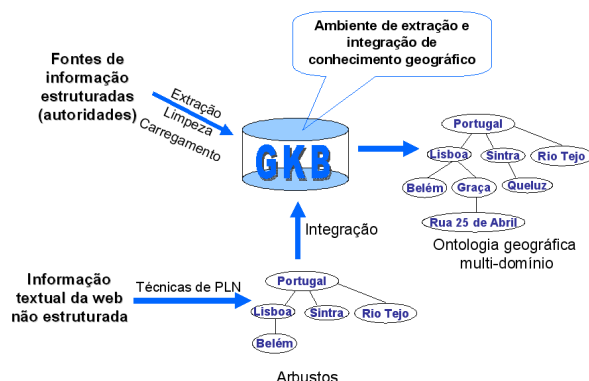 Ambiente de extração e
integração de
conhecimento geográfico
Fontes de
informação
estruturadas
(autoridades)
Extração
Limpeza
Carregamento
GKB
Portugal
Lisboa
Sintra
Rio Tejo
Belém
Graça
Queluz
Rua 25 de Abril
Ontologia geográfica
multi-domínio
Integração
Informação
textual da web
não estruturada
Técnicas de PLN
Portugal
Lisboa
Sintra
Rio Tejo
Belém
Arbustos